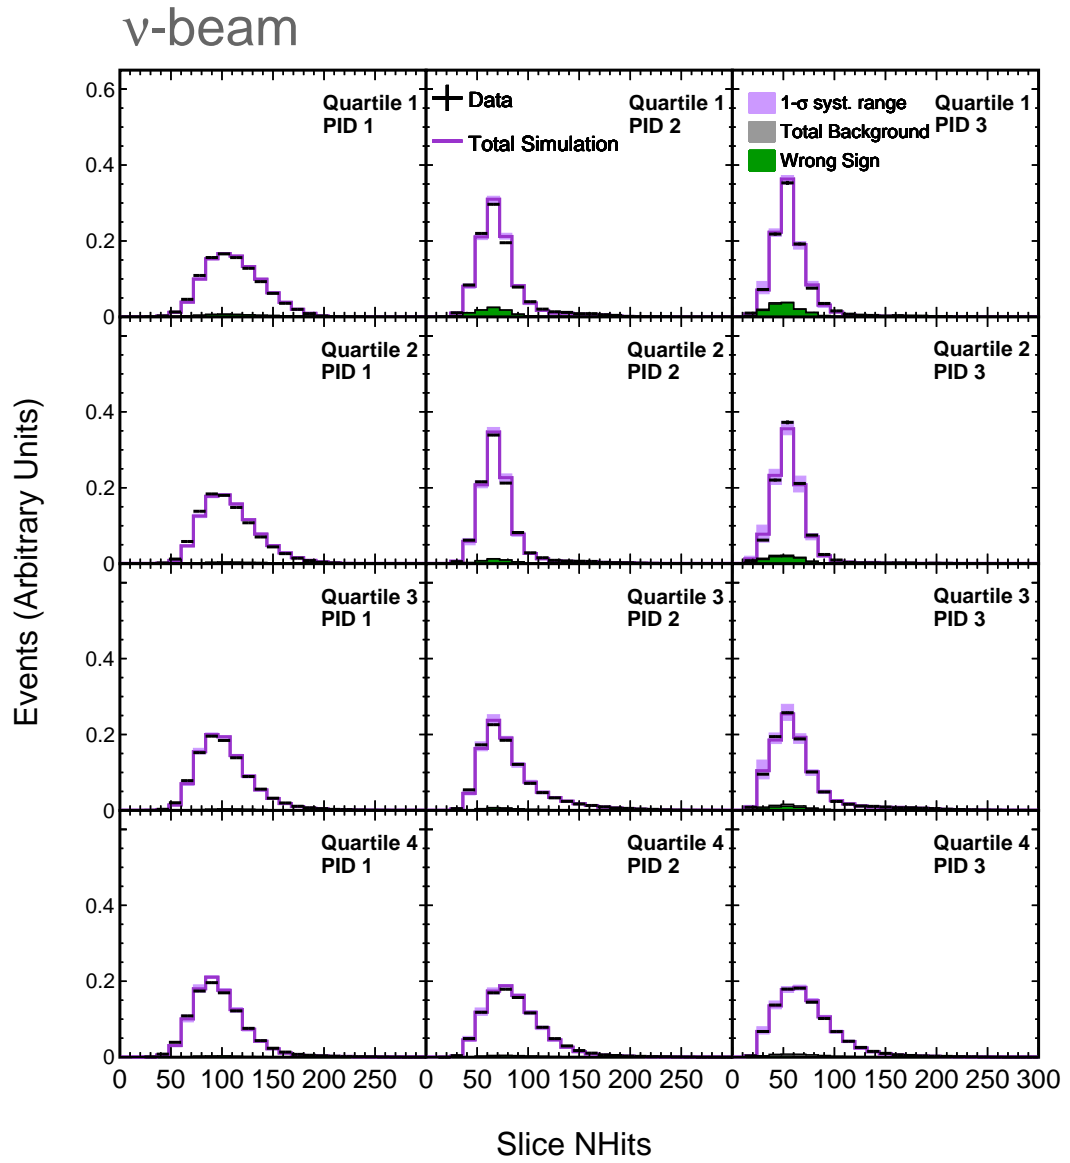 ν-beam
Events (Arbitrary Units)
0.6
0.4
0.2
0
Quartile 1
PID 1
Data
Total Simulation
Quartile 1
PID 2
1-σ syst. range
Total Background
Wrong Sign
Quartile 1
PID 3
0.4
0.2
0
Quartile 2
PID 1
Quartile 2
PID 2
Quartile 2
PID 3
0.4
0.2
0
Quartile 3
PID 1
Quartile 3
PID 2
Quartile 3
PID 3
0.4
0.2
0
Quartile 4
PID 1
Quartile 4
PID 2
Quartile 4
PID 3
0 50 100 150 200 250 0 50 100 150 200 250 0 50 100 150 200 250 300
Slice NHits